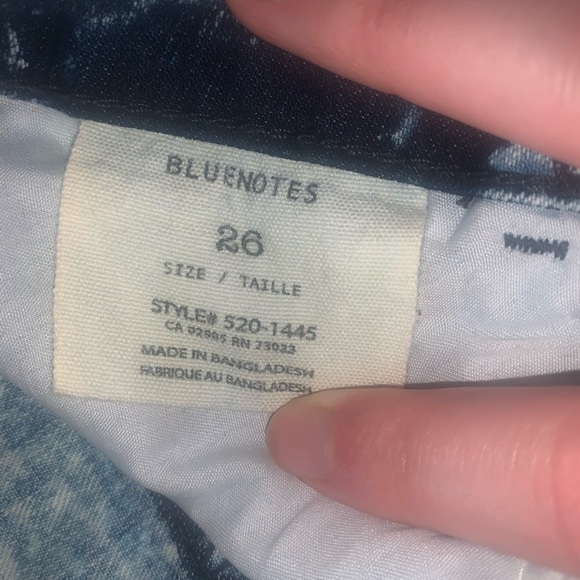 BLUENOTES
26
SIZE / TAILLE
STYLE# 520-1445
CA 02985 RN 73023
MADE IN BANGLADESH
FABRIQUE AU BANGLADESH